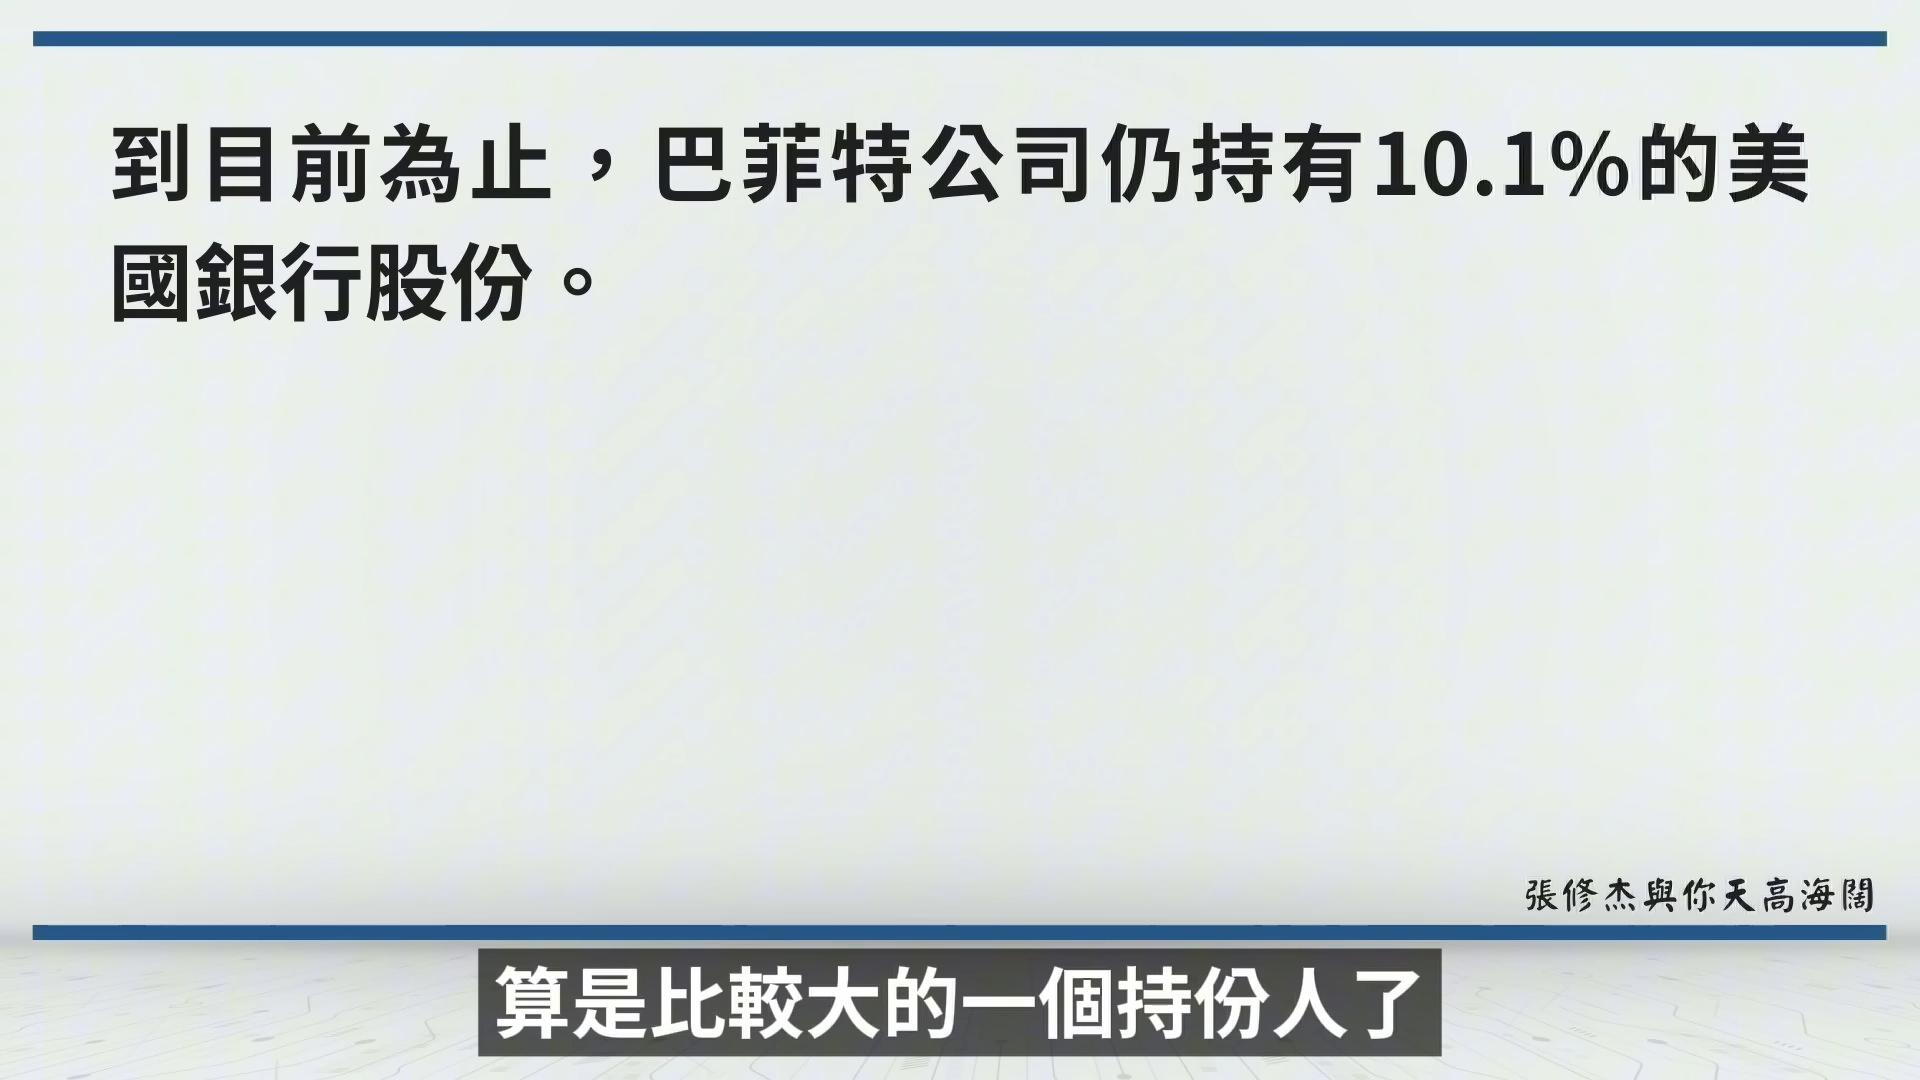 到目前為止，巴菲特公司仍持有10.1%的美
國銀行股份。
張修杰與你天高海闊
算是比較大的一個持份人了